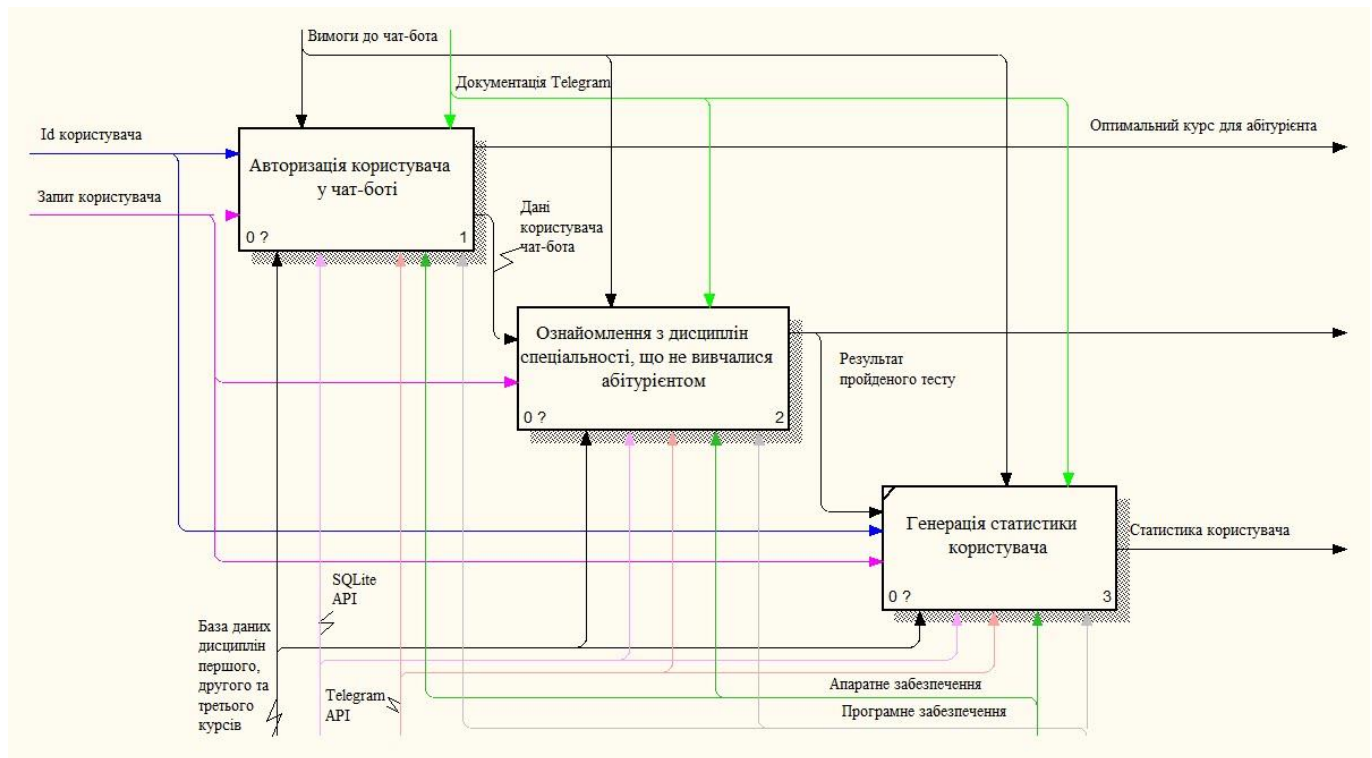 Вимоги до чат-бота
Документація Telegram
Id користувача
Оптимальний курс для абітурієнта
Авторизація користувача
у чат-боті
0 ?
1
Запит користувача
Дані
користувача
чат-бота
Ознайомлення з дисциплін
спеціальності, що не вивчалися
абітурієнтом
0 ?
2
Результат
пройденого тесту
Генерація статистики
користувача
0 ?
3
Статистика користувача
SQLite
API
База даних
дисциплін
першого,
другого та
третього
курсів
Telegram
API
Апаратне забезпечення
Програмне забезпечення